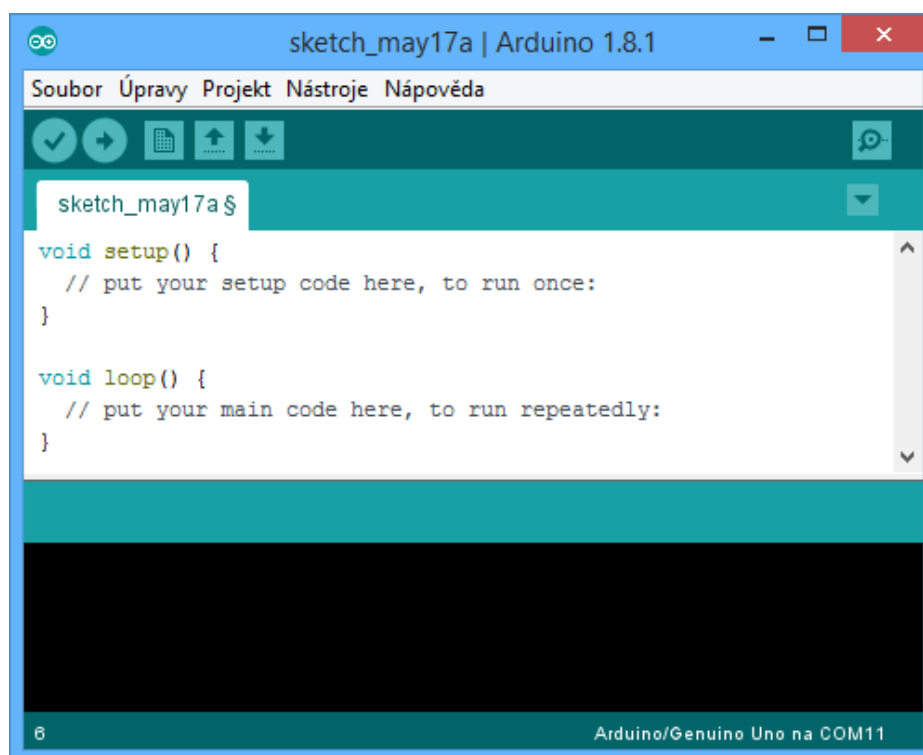 sketch_may17a | Arduino 1.8.1
Soubor Úpravy Projekt Nástroje Nápověda
sketch_may17a §
void setup() {
  // put your setup code here, to run once:
}

void loop() {
  // put your main code here, to run repeatedly:
}
6 Arduino/Genuino Uno na COM11